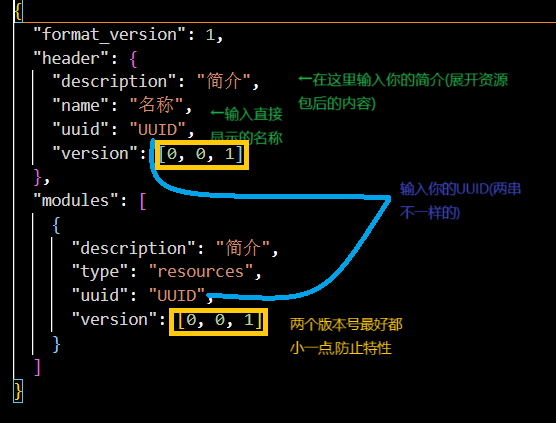 {
"format_version": 1,
"header": {
"description": "简介",
←在这里输入你的简介(展开资源
包后的内容)
"name": "名称",
←输入直接
显示的名称
"uuid": "UUID",
"version": [0, 0, 1]
},
输入你的UUID(两串
不一样的)
"modules": [
{
"description": "简介",
"type": "resources",
"uuid": "UUID",
"version": [0, 0, 1]
两个版本号最好都
小一点,防止特性
}
]
}